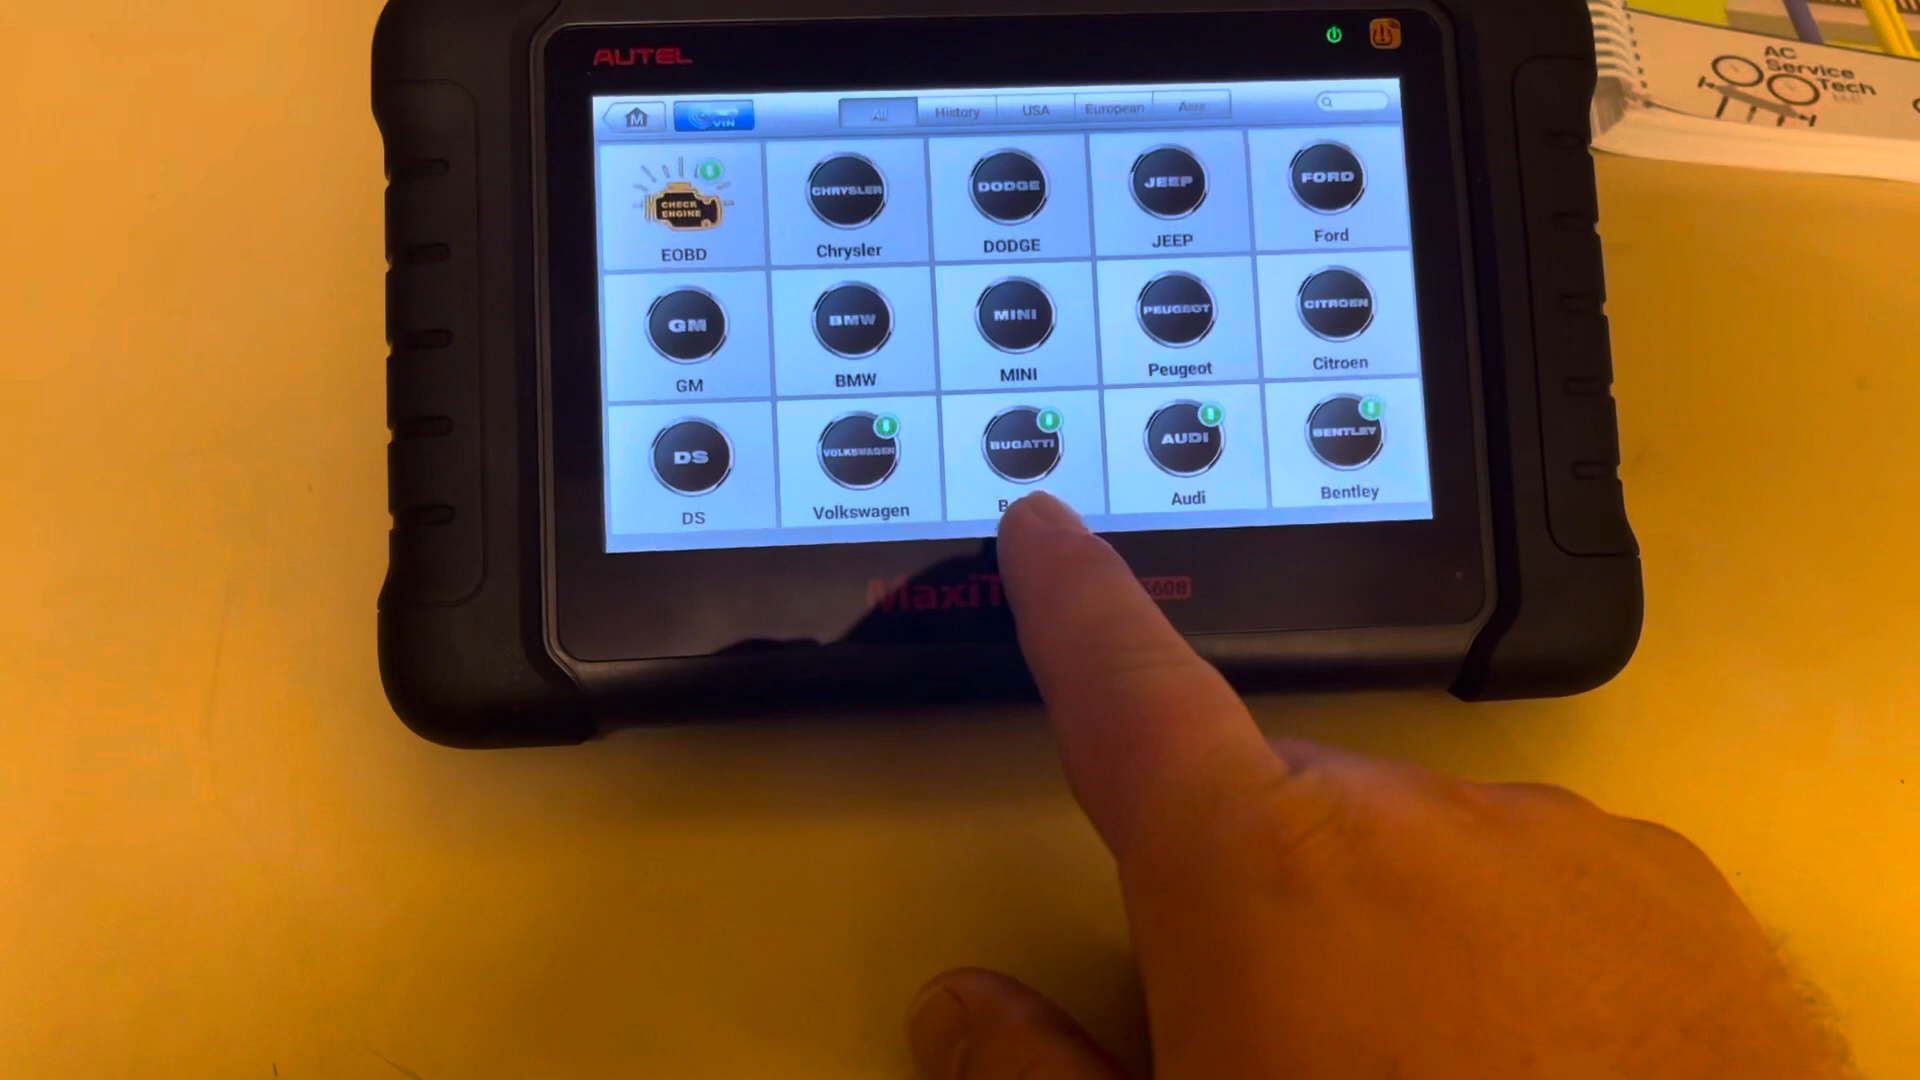 AUTEL
AC
Service
Tech
LLC
M
VIN
All
History
USA
European
Asia
CHECK
ENGINE
EOBD
CHRYSLER
Chrysler
DODGE
DODGE
JEEP
JEEP
FORD
Ford
GM
GM
BMW
BMW
MINI
MINI
PEUGEOT
Peugeot
CITROEN
Citroen
DS
DS
VOLKSWAGEN
Volkswagen
BUGATTI
AUDI
Audi
BENTLEY
Bentley